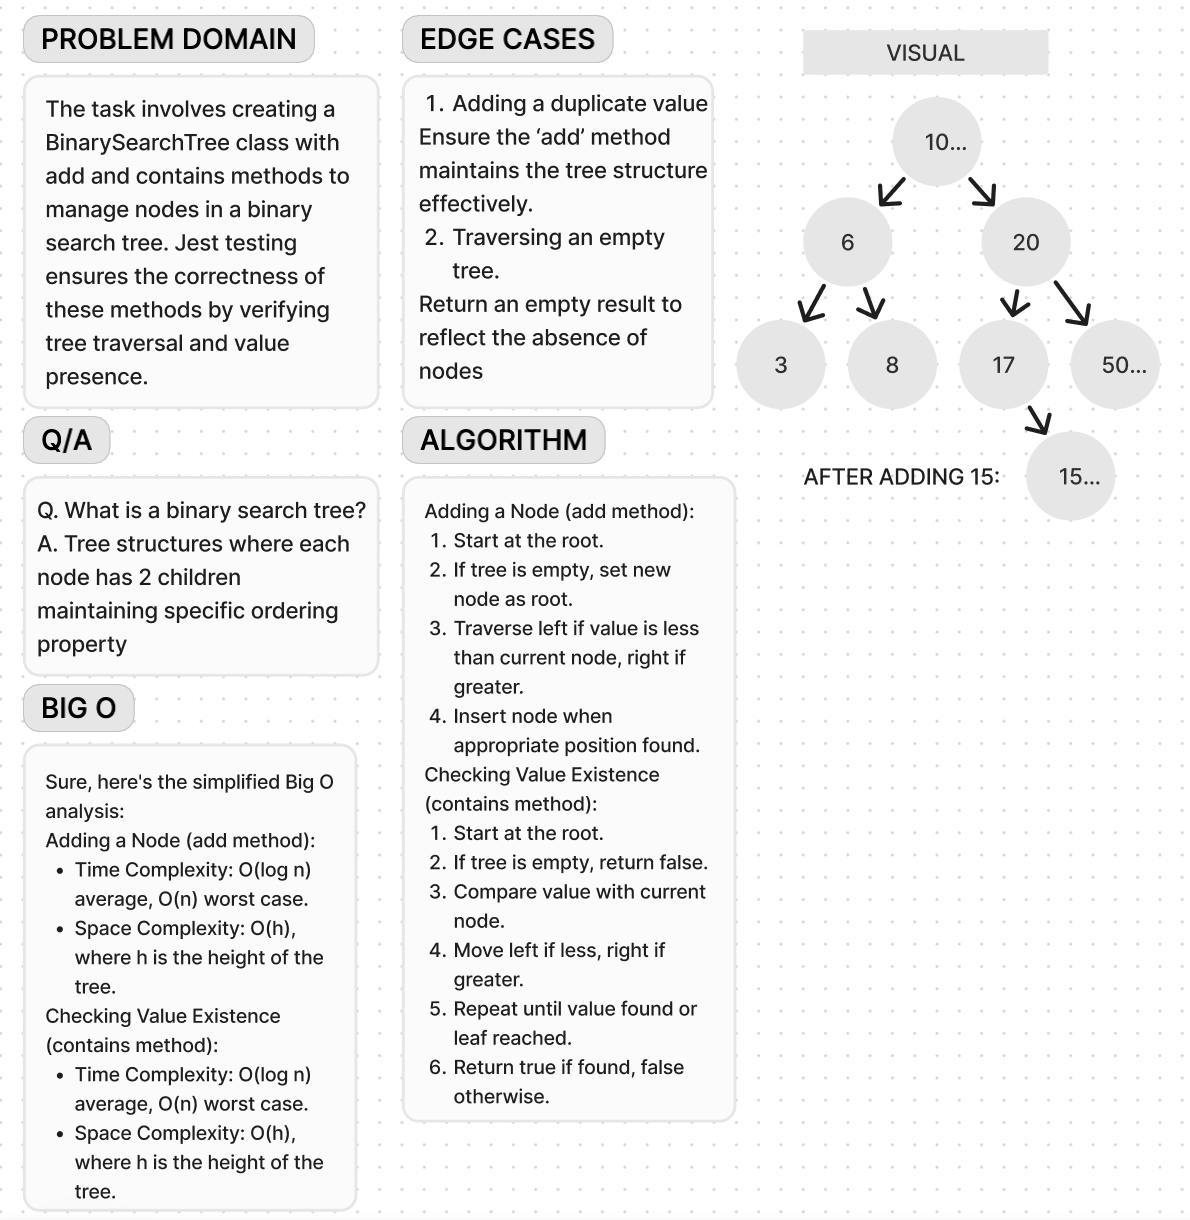 PROBLEM DOMAIN
The task involves creating a
BinarySearchTree class with
add and contains methods to
manage nodes in a binary
search tree. Jest testing
ensures the correctness of
these methods by verifying
tree traversal and value
presence.
Q/A
Q. What is a binary search tree?
A. Tree structures where each
node has 2 children
maintaining specific ordering
property
BIG O
Sure, here's the simplified Big O
analysis:
Adding a Node (add method):
• Time Complexity: O(log n)
average, O(n) worst case.
• Space Complexity: O(h),
where h is the height of the
tree.
Checking Value Existence
(contains method):
• Time Complexity: O(log n)
average, O(n) worst case.
• Space Complexity: O(h),
where h is the height of the
tree.
EDGE CASES
1. Adding a duplicate value
Ensure the ‘add’ method
maintains the tree structure
effectively.
2. Traversing an empty
tree.
Return an empty result to
reflect the absence of
nodes
ALGORITHM
Adding a Node (add method):
1. Start at the root.
2. If tree is empty, set new
node as root.
3. Traverse left if value is less
than current node, right if
greater.
4. Insert node when
appropriate position found.
Checking Value Existence
(contains method):
1. Start at the root.
2. If tree is empty, return false.
3. Compare value with current
node.
4. Move left if less, right if
greater.
5. Repeat until value found or
leaf reached.
6. Return true if found, false
otherwise.
VISUAL
10...
6
20
3
8
17
50...
AFTER ADDING 15:
15...